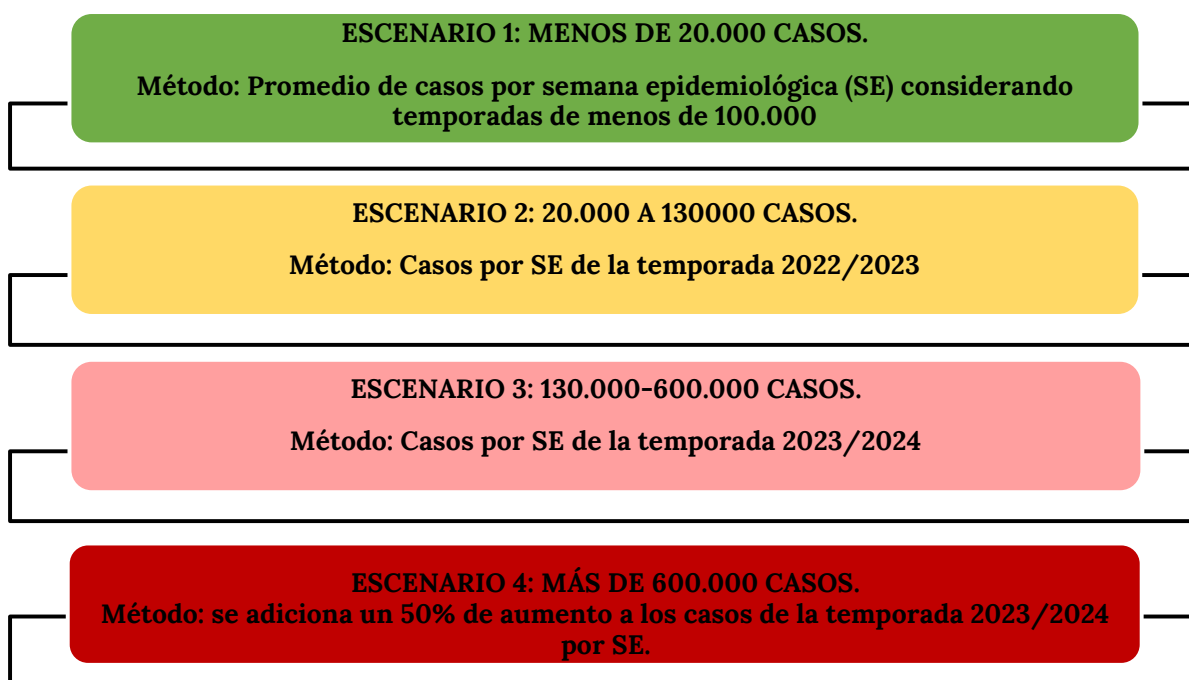 ESCENARIO 1: MENOS DE 20.000 CASOS.
Método: Promedio de casos por semana epidemiológica (SE) considerando
temporadas de menos de 100.000
ESCENARIO 2: 20.000 A 130000 CASOS.
Método: Casos por SE de la temporada 2022/2023
ESCENARIO 3: 130.000-600.000 CASOS.
Método: Casos por SE de la temporada 2023/2024
ESCENARIO 4: MÁS DE 600.000 CASOS.
Método: se adiciona un 50% de aumento a los casos de la temporada 2023/2024
por SE.